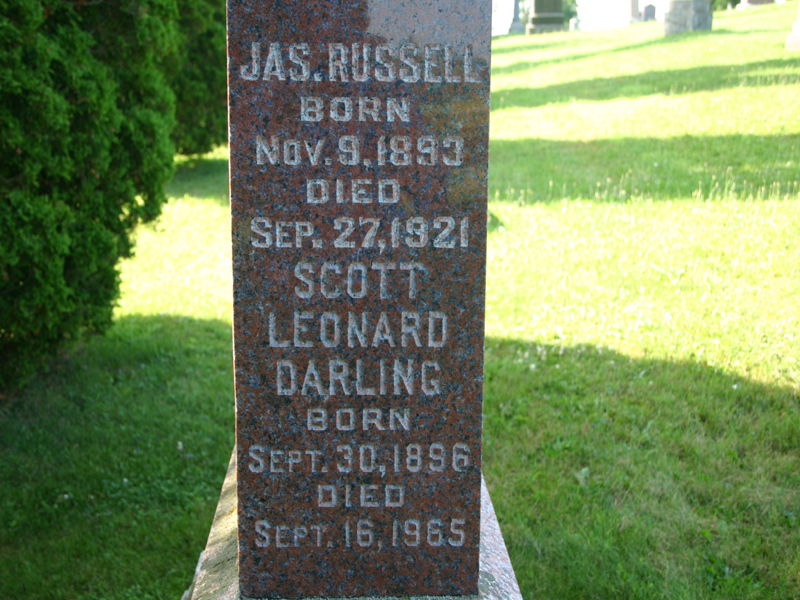 JAS. RUSSELL
BORN
NOV. 9, 1893
DIED
SEP. 27, 1921
SCOTT
LEONARD
DARLING
BORN
SEPT. 30, 1896
DIED
SEPT. 16, 1965